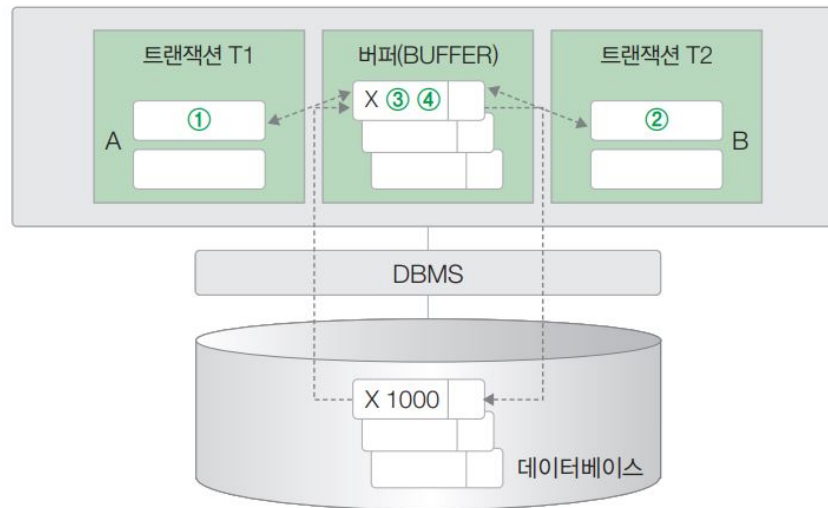 트랜잭션 T1
버퍼(BUFFER)
트랜잭션 T2
A
①
X ③ ④
②
B
DBMS
X 1000
데이터베이스